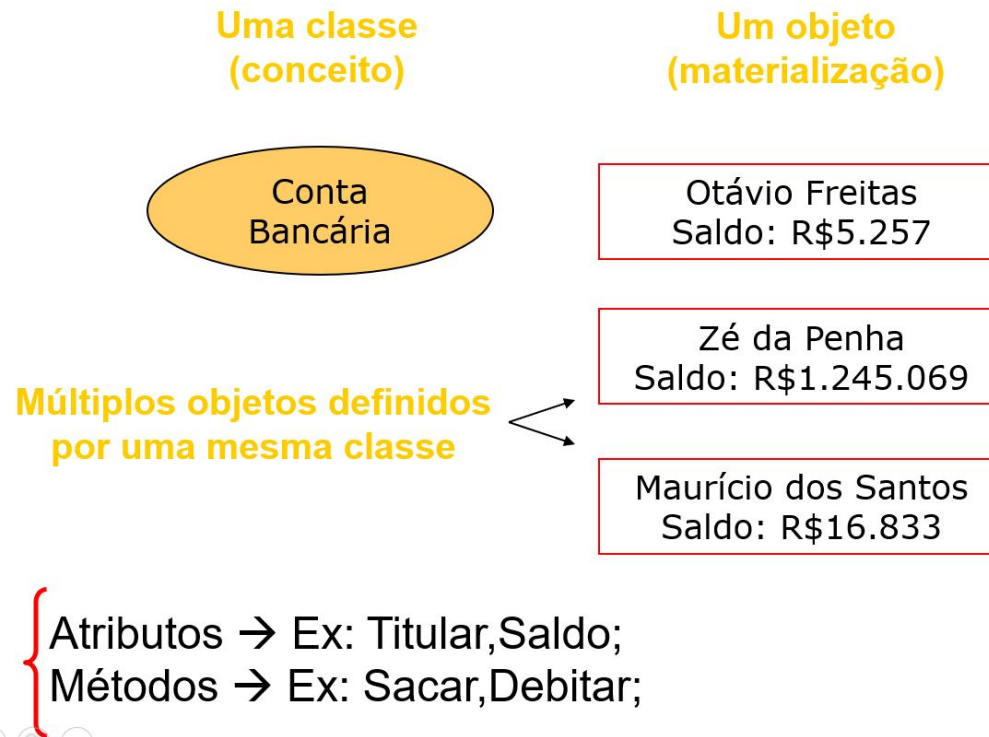 Uma classe
(conceito)
Um objeto
(materialização)
Conta
Bancária
Otávio Freitas
Saldo: R$5.257
Zé da Penha
Saldo: R$1.245.069
Múltiplos objetos definidos
por uma mesma classe
Maurício dos Santos
Saldo: R$16.833
Atributos → Ex: Titular,Saldo;
Métodos → Ex: Sacar,Debitar;